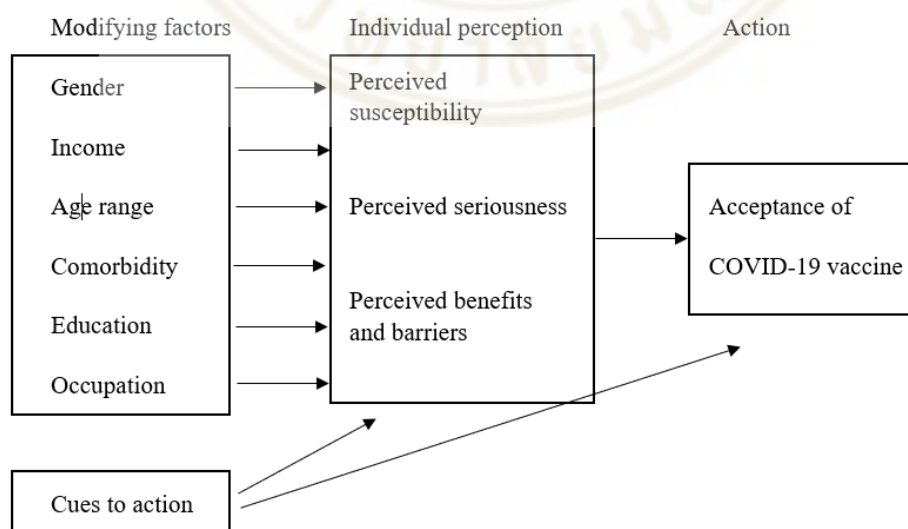 Modifying factors
Individual perception
Action
Gender
Income
Age range
Comorbidity
Education
Occupation
Perceived
susceptibility
Perceived seriousness
Perceived benefits
and barriers
Acceptance of
COVID-19 vaccine
Cues to action